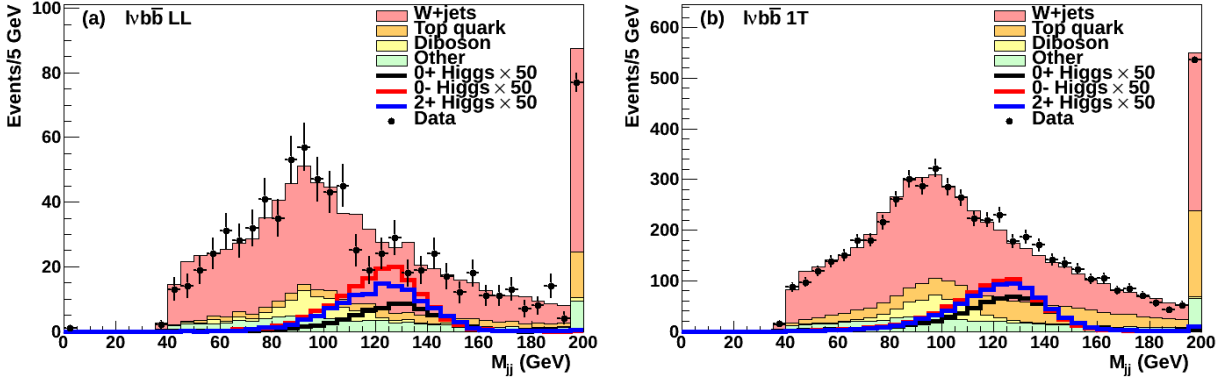 (a) lνbb̄ LL
W+jets
Top quark
Diboson
Other
0+ Higgs × 50
0- Higgs × 50
2+ Higgs × 50
Data
Events/5 GeV
100
80
60
40
20
0
0 20 40 60 80 100 120 140 160 180 200
M_jj (GeV)
(b) lνbb̄ 1T
W+jets
Top quark
Diboson
Other
0+ Higgs × 50
0- Higgs × 50
2+ Higgs × 50
Data
Events/5 GeV
600
500
400
300
200
100
0
0 20 40 60 80 100 120 140 160 180 200
M_jj (GeV)